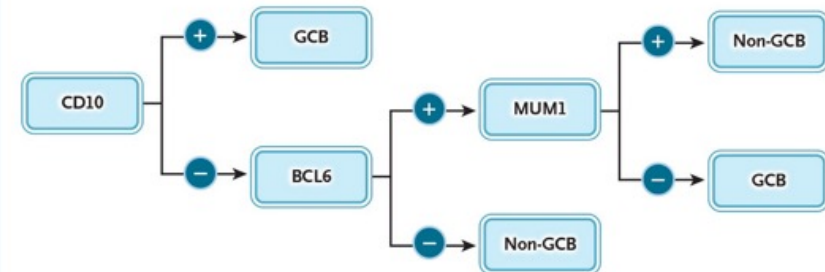 CD10
+
GCB
−
BCL6
+
MUM1
−
Non-GCB
+
Non-GCB
−
GCB